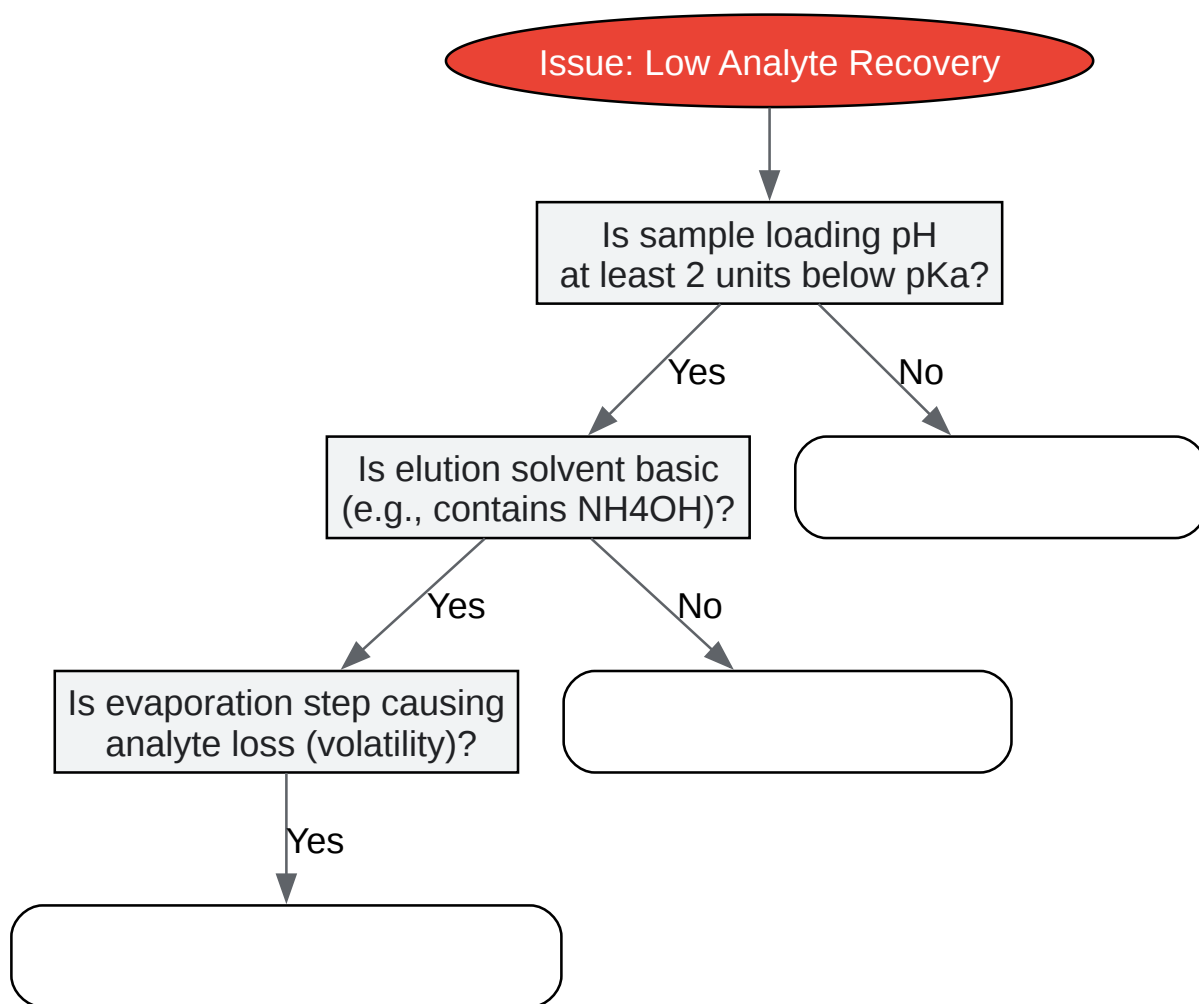 Issue: Low Analyte Recovery
Is sample loading pH
at least 2 units below pKa?
Yes
No
Is elution solvent basic
(e.g., contains NH4OH)?
Yes
No
Is evaporation step causing
analyte loss (volatility)?
Yes